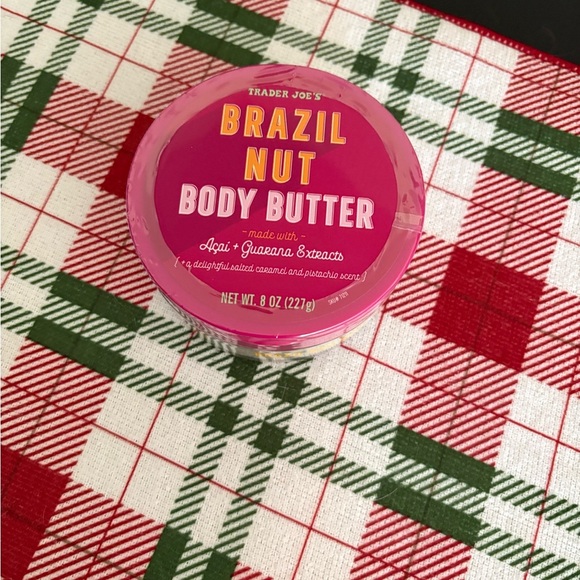 TRADER JOE'S
BRAZIL
NUT
BODY BUTTER
- made with -
Açaí + Guarana Extracts
( + a delightful salted caramel and pistachio scent )
NET WT. 8 OZ (227g)